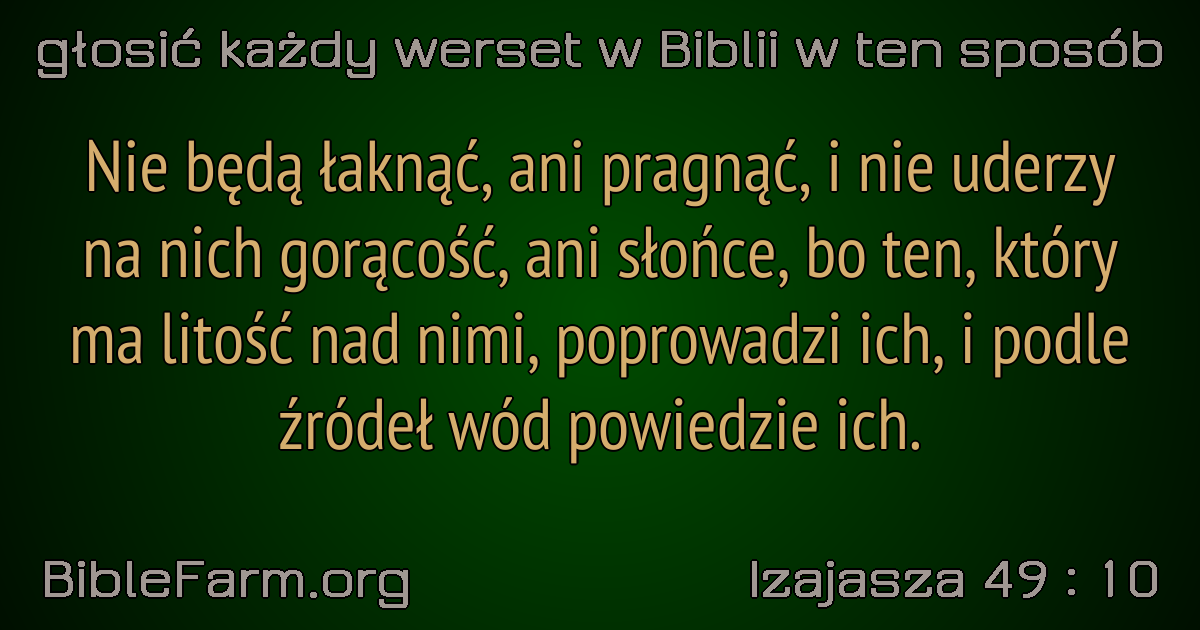 głosić każdy werset w Biblii w ten sposób
Nie będą łaknąć, ani pragnąć, i nie uderzy
na nich gorącość, ani słońce, bo ten, który
ma litość nad nimi, poprowadzi ich, i podle
źródeł wód powiedzie ich.
BibleFarm.org
Izajasza 49 : 10